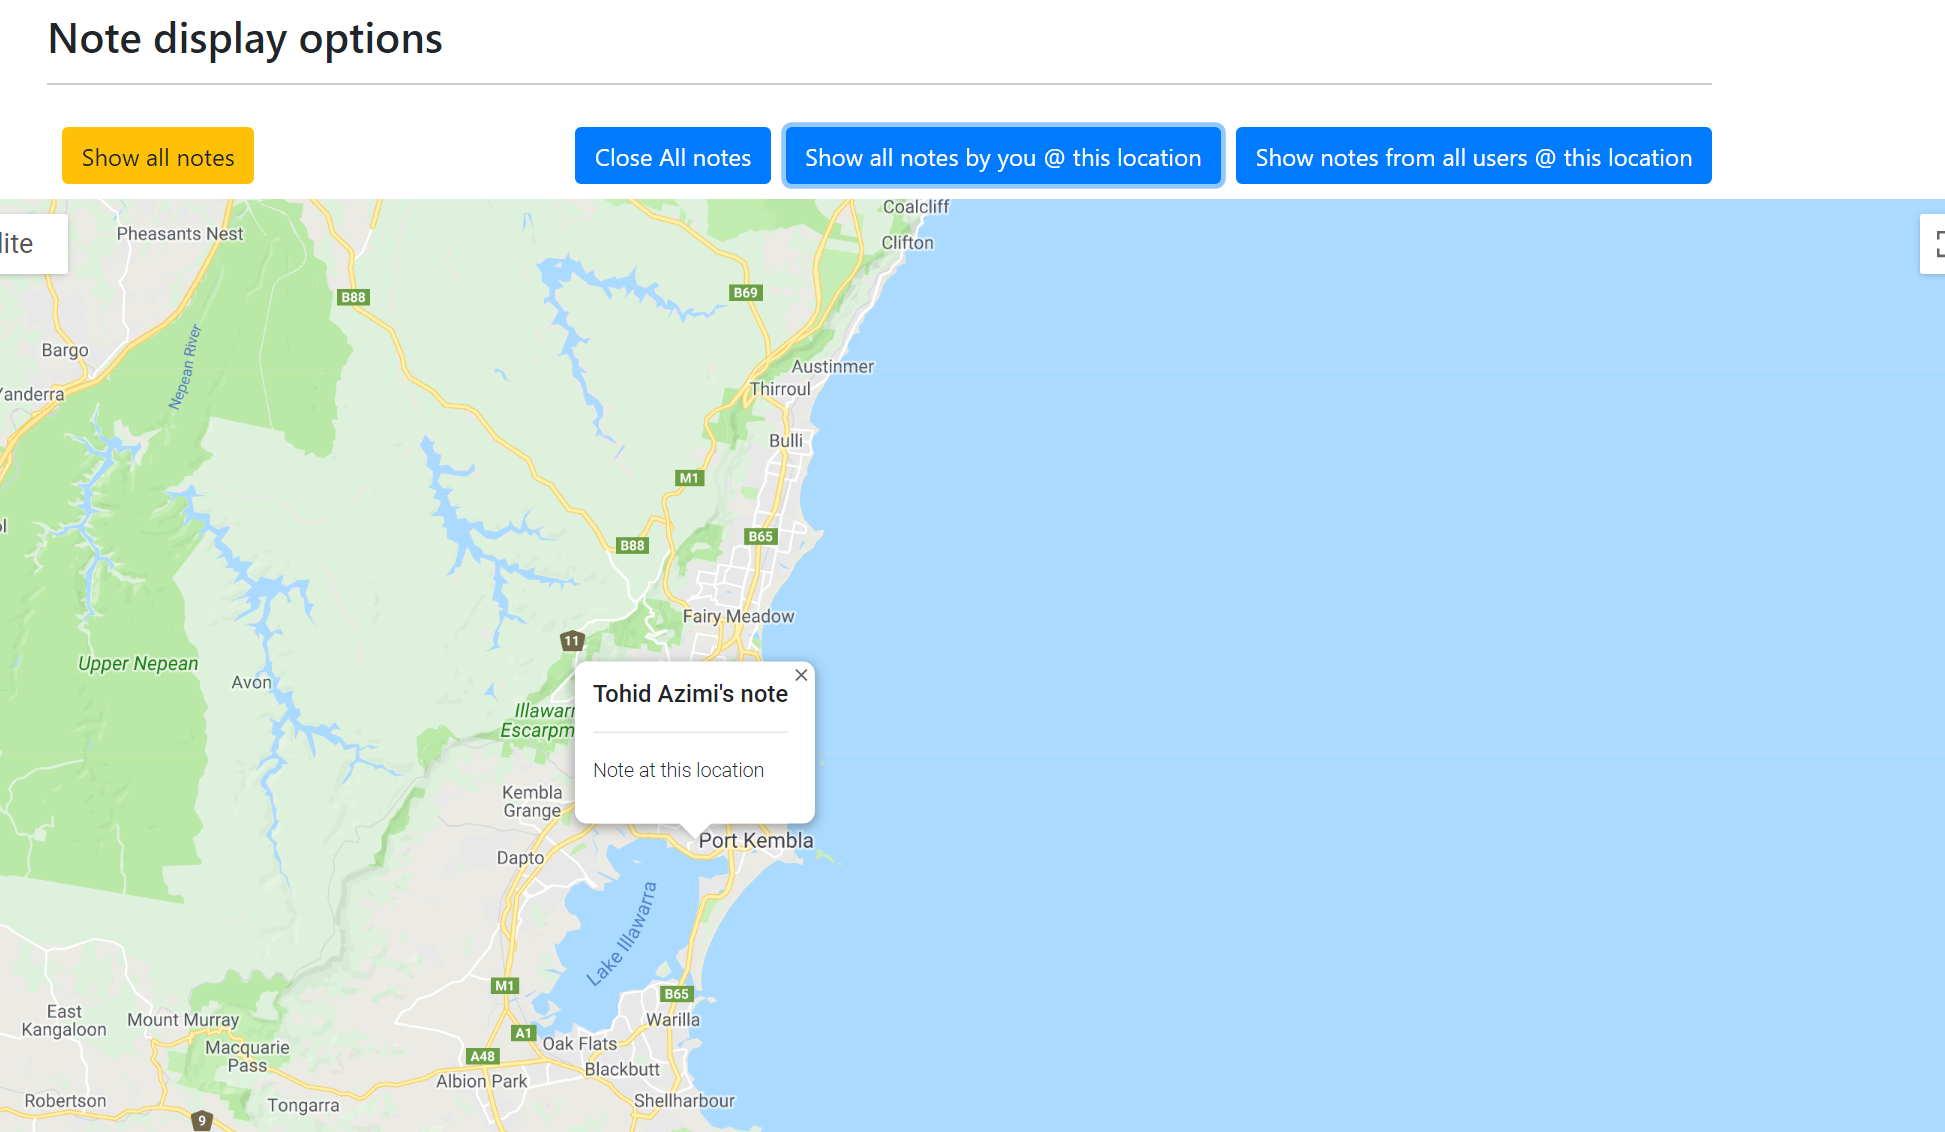 Note display options
Show all notes
Close All notes
Show all notes by you @ this location
Show notes from all users @ this location
Coalcliff
Pheasants Nest
Clifton
lite
B69
B88
Nepean River
Bargo
Austinmer
Thirroul
Yanderra
Bulli
M1
ol
B65
B88
Fairy Meadow
11
Upper Nepean
Avon
Tohid Azimi's note
Illawarr
Escarpm
Note at this location
Kembla
Grange
Port Kembla
Dapto
Lake Illawarra
M1
B65
East
Kangaloon
Mount Murray
Warilla
A1
Oak Flats
Macquarie
Pass
A48
Blackbutt
Albion Park
Robertson
Tongarra
Shellharbour
9